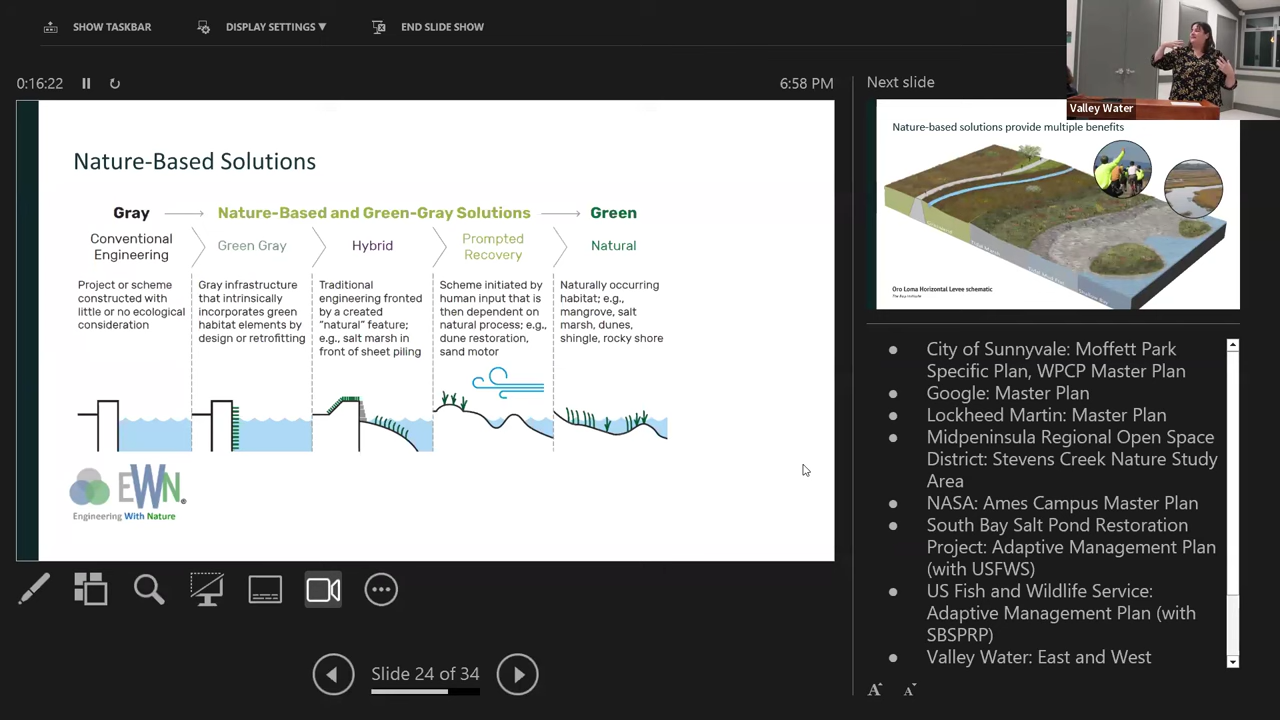 SHOW TASKBAR
DISPLAY SETTINGS ▼
END SLIDE SHOW
0:16:22
6:58 PM
Nature-Based Solutions
Gray
Nature-Based and Green-Gray Solutions
Green
Conventional
Engineering
Green Gray
Hybrid
Prompted
Recovery
Natural
Project or scheme
constructed with
little or no ecological
consideration
Gray infrastructure
that intrinsically
incorporates green
habitat elements by
design or retrofitting
Traditional
engineering fronted
by a created
“natural” feature;
e.g., salt marsh in
front of sheet piling
Scheme initiated by
human input that is
then dependent on
natural process; e.g.,
dune restoration,
sand motor
Naturally occurring
habitat; e.g.,
mangrove, salt
marsh, dunes,
shingle, rocky shore
EWN®
Engineering With Nature
Slide 24 of 34
Next slide
Valley Water
Nature-based solutions provide multiple benefits
Oro Loma Horizontal Levee schematic
The Bay Institute
● City of Sunnyvale: Moffett Park
Specific Plan, WPCP Master Plan
● Google: Master Plan
● Lockheed Martin: Master Plan
● Midpeninsula Regional Open Space
District: Stevens Creek Nature Study
Area
● NASA: Ames Campus Master Plan
● South Bay Salt Pond Restoration
Project: Adaptive Management Plan
(with USFWS)
● US Fish and Wildlife Service:
Adaptive Management Plan (with
SBSPRP)
● Valley Water: East and West
A A